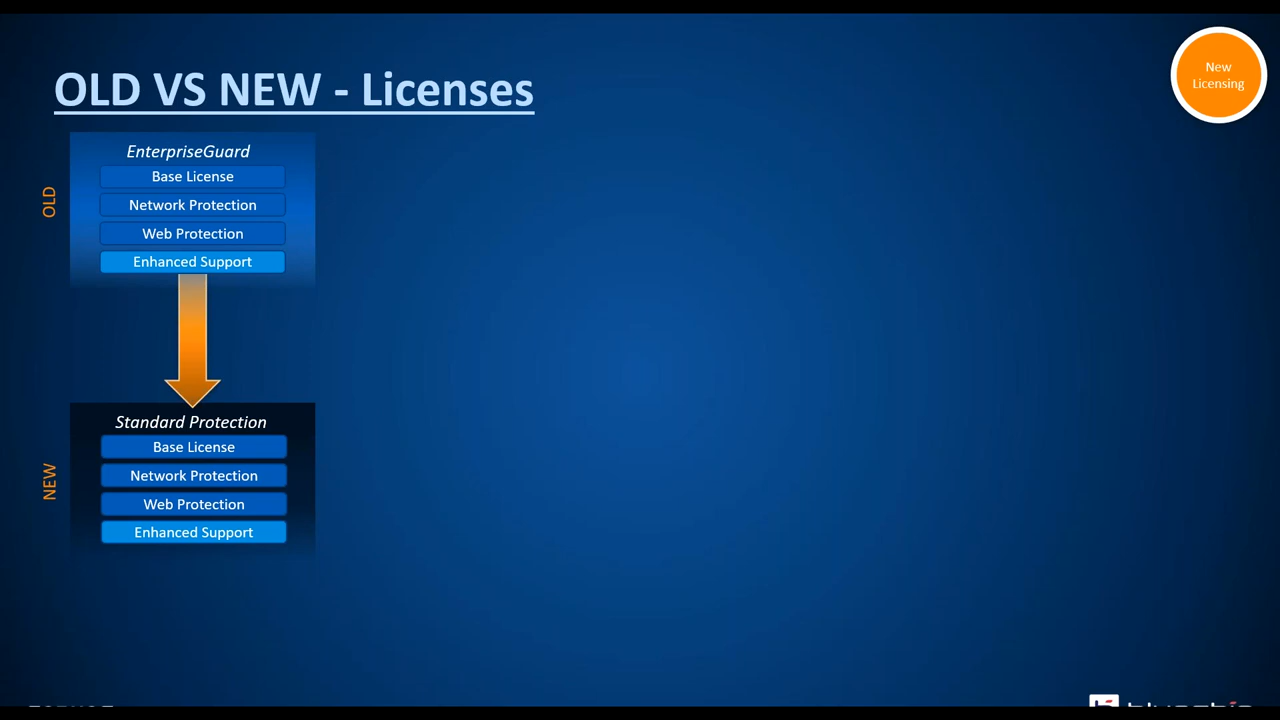 New
Licensing
OLD VS NEW - Licenses
OLD
EnterpriseGuard
Base License
Network Protection
Web Protection
Enhanced Support
NEW
Standard Protection
Base License
Network Protection
Web Protection
Enhanced Support